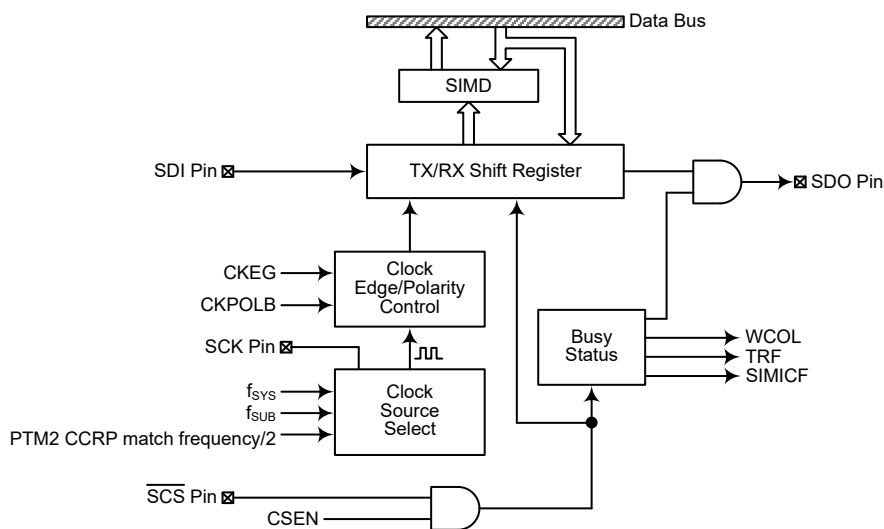 Data Bus
SIMD
SDI Pin
TX/RX Shift Register
SDO Pin
CKEG
CKPOLB
Clock
Edge/Polarity
Control
SCK Pin
Busy
Status
WCOL
TRF
SIMICF
fSYS
fSUB
PTM2 CCRP match frequency/2
Clock
Source
Select
SCS Pin
CSEN